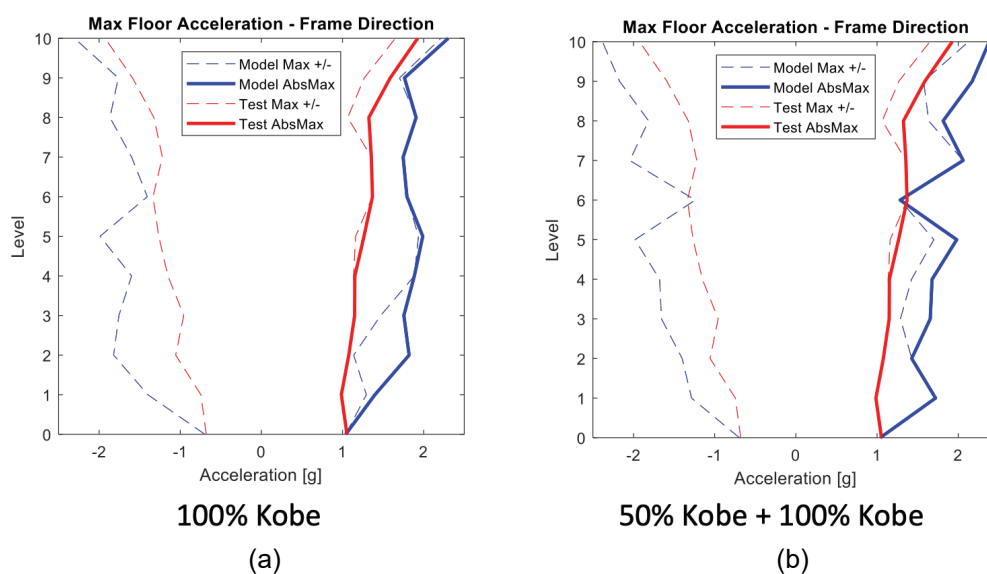 Max Floor Acceleration - Frame Direction
10
9
8
7
6
5
4
3
2
1
0
Level
Model Max +/-
Model AbsMax
Test Max +/-
Test AbsMax
-2 -1 0 1 2
Acceleration [g]
100% Kobe
(a)
Max Floor Acceleration - Frame Direction
10
9
8
7
6
5
4
3
2
1
0
Level
Model Max +/-
Model AbsMax
Test Max +/-
Test AbsMax
-2 -1 0 1 2
Acceleration [g]
50% Kobe + 100% Kobe
(b)